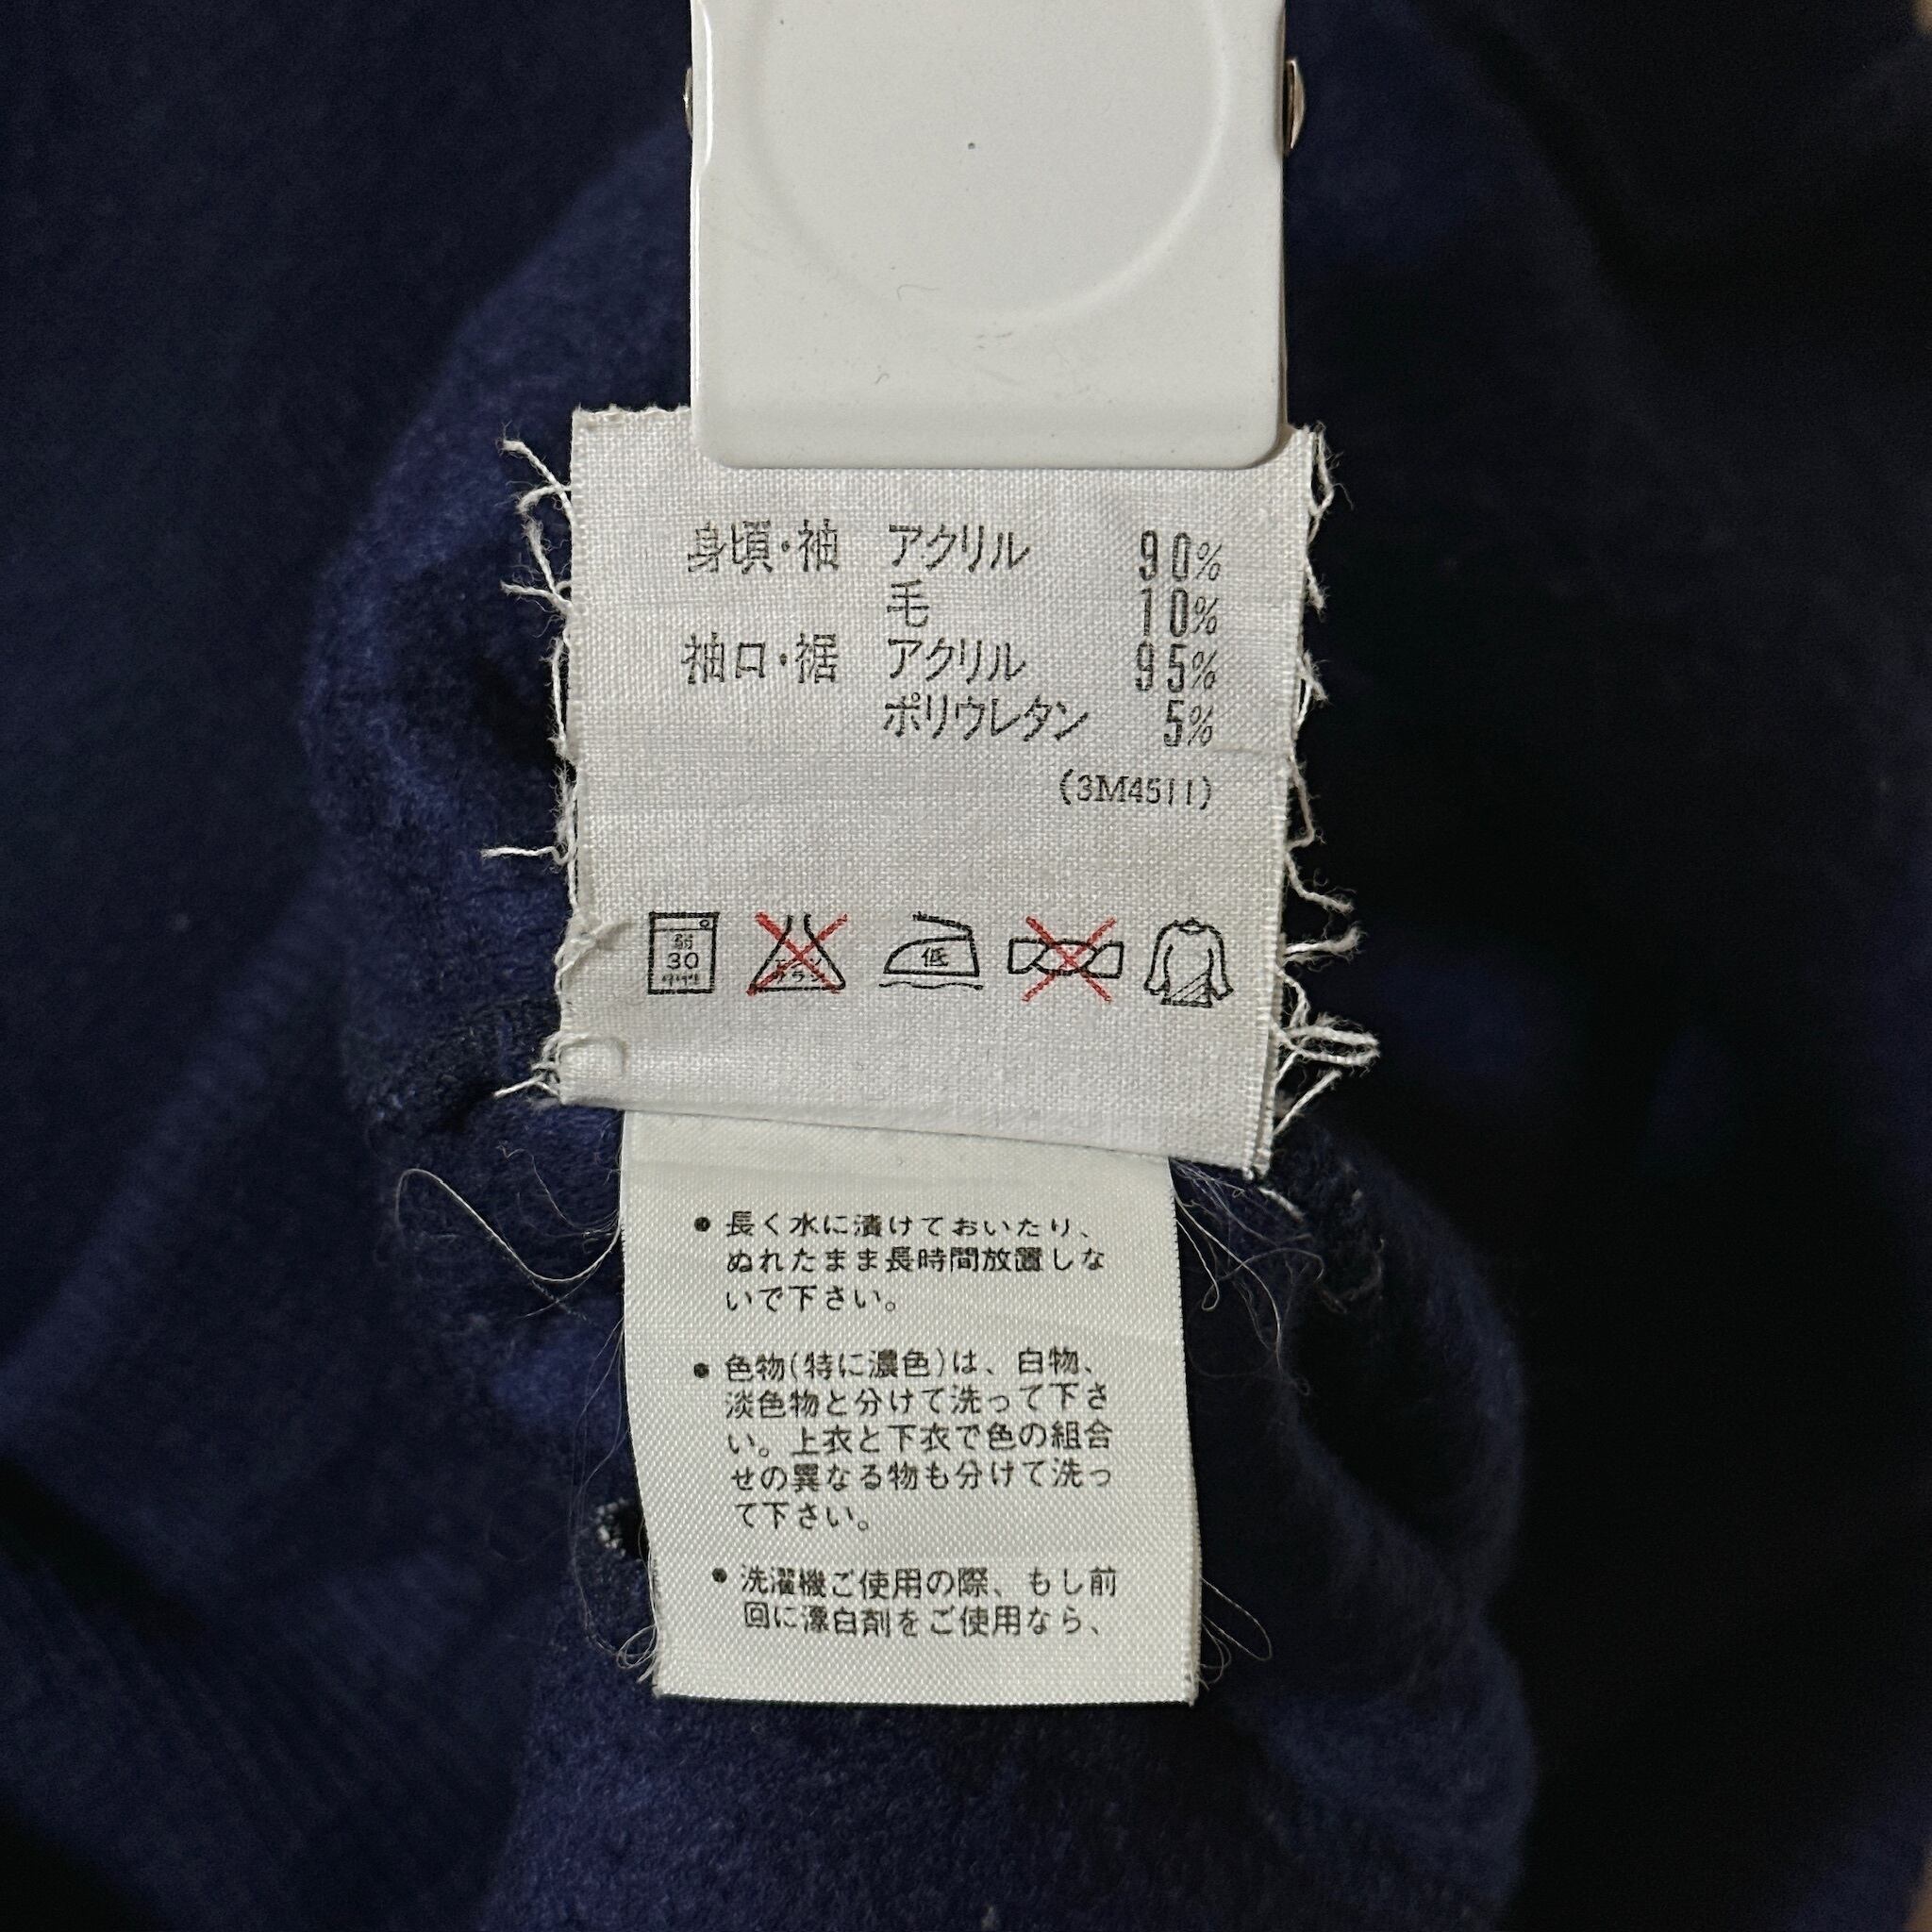 身頃・袖 アクリル 90%
毛 10%
袖口・裾 アクリル 95%
ポリウレタン 5%
(3M4511)
弱 30 低
• 長く水に漬けておいたり、
ぬれたまま長時間放置しな
いで下さい。
• 色物(特に濃色)は、白物、
淡色物と分けて洗って下さ
い。上衣と下衣で色の組合
せの異なる物も分けて洗っ
て下さい。
• 洗濯機ご使用の際、もし前
回に漂白剤をご使用なら、